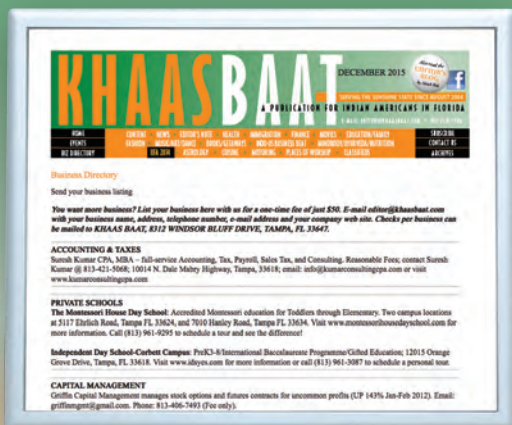 KHAASBAAT
DECEMBER 2015
Also read the
EDITOR'S
BLOG
f
SERVING THE SUNSHINE STATE SINCE AUGUST 2004
A PUBLICATION FOR INDIAN AMERICANS IN FLORIDA
HOME CONTENT NEWS EDITOR'S NOTE HEALTH IMMIGRATION FINANCE MOVIES EDUCATION/FAMILY SUBSCRIBE
EVENTS FASHION MUSIC/ART/DANCE BOOKS/GETAWAYS INDO-US BUSINESS BEAT MIND/BODY/AYURVEDA/NUTRITION CONTACT US
BIZ DIRECTORY IIFA 2014 ASTROLOGY CUISINE MOTORING PLACES OF WORSHIP CLASSIFIEDS ARCHIVES
Business Directory
Send your business listing
You want more business? List your business here with us for a one-time fee of just $50. E-mail editor@khaasbaat.com
with your business name, address, telephone number, e-mail address and your company web site. Checks per business can
be mailed to KHAAS BAAT, 8312 WINDSOR BLUFF DRIVE, TAMPA, FL 33647.
ACCOUNTING & TAXES
Suresh Kumar CPA, MBA – full-service Accounting, Tax, Payroll, Sales Tax, and Consulting. Reasonable Fees; contact Suresh
Kumar @ 813-421-5068; 10014 N. Dale Mabry Highway, Tampa, 33618; email: info@kumarconsultingcpa.com or visit
www.kumarconsultingcpa.com
PRIVATE SCHOOLS
The Montessori House Day School: Accredited Montessori education for Toddlers through Elementary. Two campus locations
at 5117 Ehrlich Road, Tampa FL 33624, and 7010 Hanley Road, Tampa FL 33634. Visit www.montessorihousedayschool.com for
more information. Call (813) 961-9295 to schedule a tour and see the difference!
Independent Day School-Corbett Campus: PreK3-8/International Baccalaureate Programme/Gifted Education; 12015 Orange
Grove Drive, Tampa, FL 33618. Visit www.idsyes.com for more information or call (813) 961-3087 to schedule a personal tour.
CAPITAL MANAGEMENT
Griffin Capital Management manages stock options and futures contracts for uncommon profits (UP 143% Jan-Feb 2012). Email:
griffinmgmt@gmail.com. Phone: 813-406-7493 (Fee only).